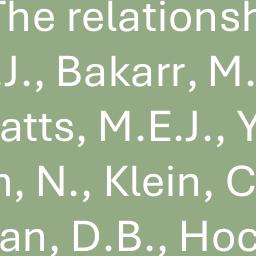 The relationsh
.J., Bakarr, M.
atts, M.E.J., Y
n, N., Klein, C
an, D.B., Hoc